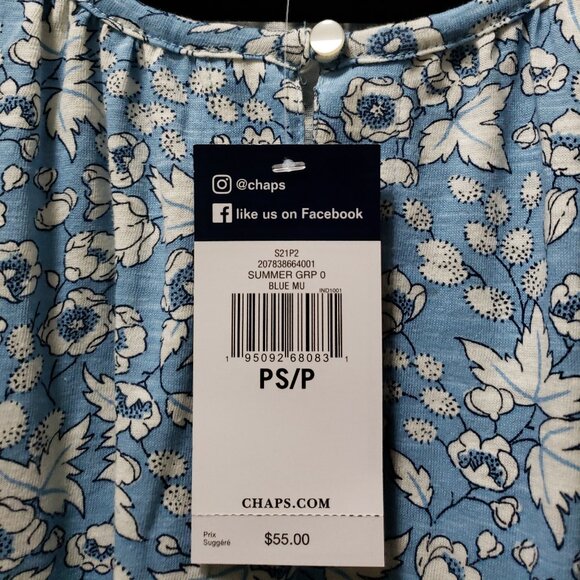 @chaps
like us on Facebook
S21P2
207838664001
SUMMER GRP 0
BLUE MU
IND1001
1 95092 68083 1
PS/P
CHAPS.COM
Prix
Suggéré
$55.00